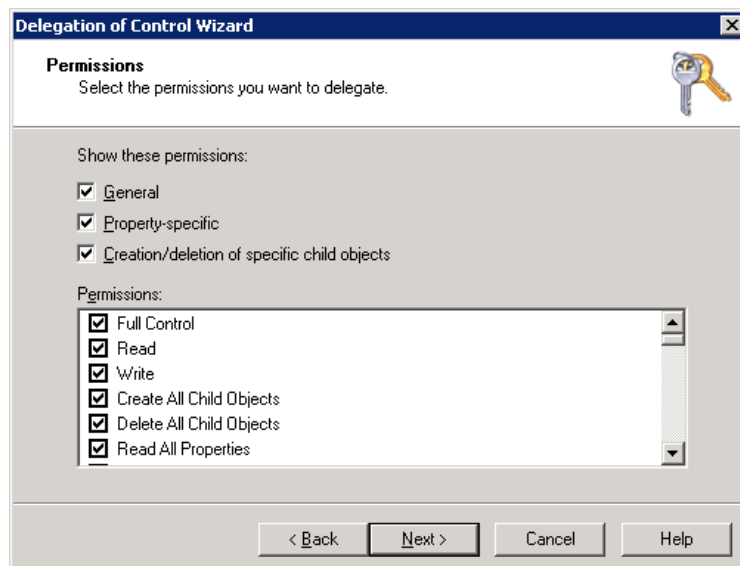 Delegation of Control Wizard
Permissions
Select the permissions you want to delegate.
Show these permissions:
General
Property-specific
Creation/deletion of specific child objects
Permissions:
Full Control
Read
Write
Create All Child Objects
Delete All Child Objects
Read All Properties
< Back Next > Cancel Help